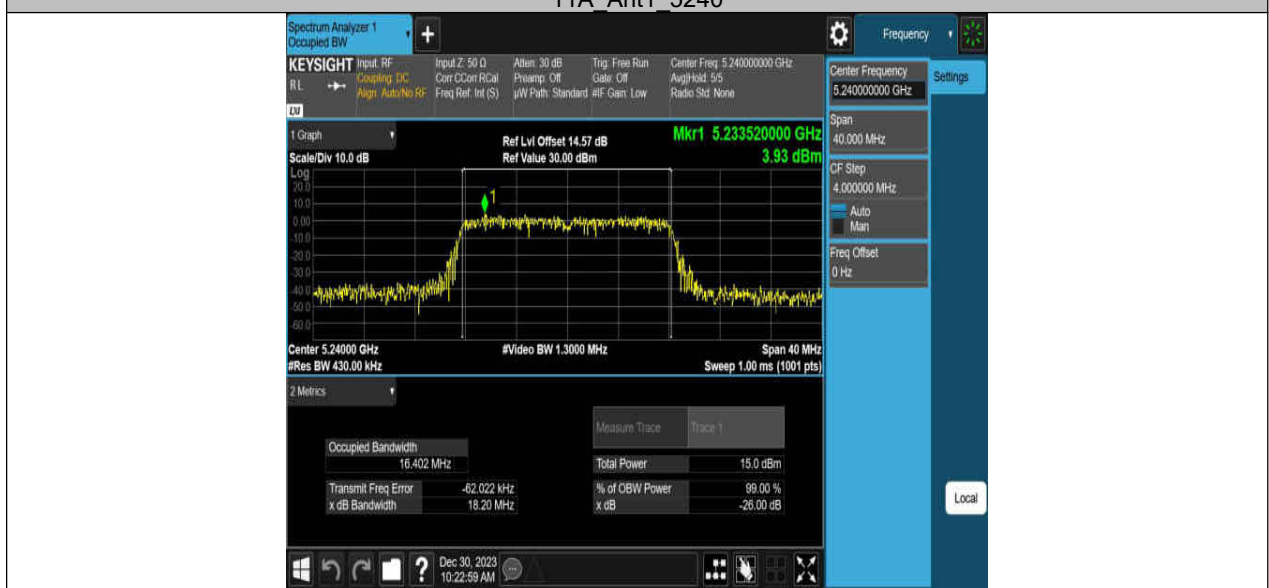 11A_Ant1_5240
Spectrum Analyzer 1
Occupied BW
+
Frequency
KEYSIGHT
RL
LXI
Input: RF
Coupling: DC
Align: Auto/No RF
Input Z: 50 Ω
Corr CCorr RCal
Freq Ref: Int (S)
Atten: 30 dB
Preamp: Off
µW Path: Standard
Trig: Free Run
Gate: Off
#IF Gain: Low
Center Freq: 5.240000000 GHz
Avg|Hold: 5/5
Radio Std: None
Center Frequency
5.240000000 GHz
Settings
Span
40.000 MHz
CF Step
4.000000 MHz
Auto
Man
Freq Offset
0 Hz
Local
1 Graph
Scale/Div 10.0 dB
Ref Lvl Offset 14.57 dB
Ref Value 30.00 dBm
Mkr1 5.233520000 GHz
3.93 dBm
Log
20.0
10.0
0.00
-10.0
-20.0
-30.0
-40.0
-50.0
-60.0
1
Center 5.24000 GHz
#Video BW 1.3000 MHz
Span 40 MHz
#Res BW 430.00 kHz
Sweep 1.00 ms (1001 pts)
2 Metrics
Measure Trace
Trace 1
Occupied Bandwidth
16.402 MHz
Total Power
15.0 dBm
Transmit Freq Error
-62.022 kHz
% of OBW Power
99.00 %
x dB Bandwidth
18.20 MHz
x dB
-26.00 dB
?
Dec 30, 2023
10:22:59 AM